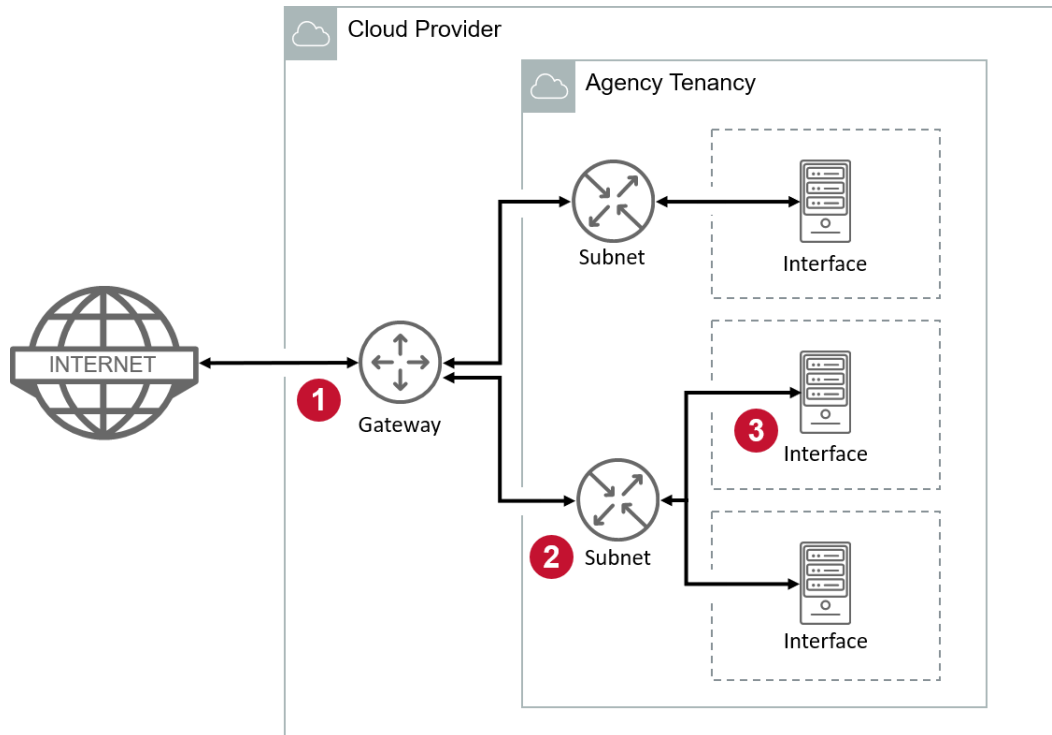 Cloud Provider
Agency Tenancy
Subnet
Interface
INTERNET
1
Gateway
3
Interface
2
Subnet
Interface